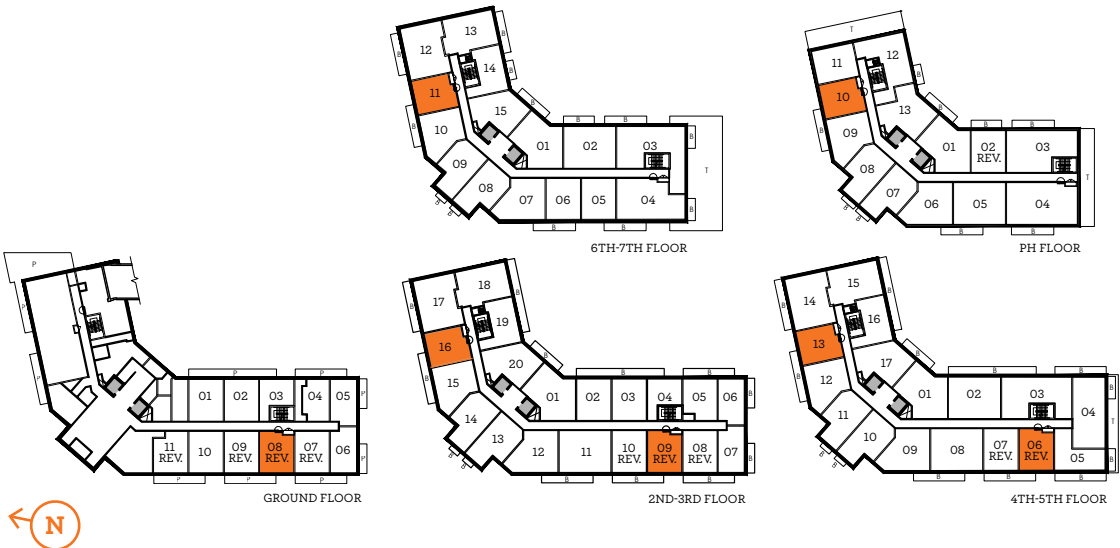 13
12
14
11
15
10
01
02
03
09
08
07
06
05
04
B
B
B
B
B
B
B
B
B
B
B
B
T
6TH-7TH FLOOR
T
12
11
10
13
09
01
02
REV.
03
08
07
06
05
04
B
B
B
B
B
B
B
B
T
PH FLOOR
P
P
P
01
02
03
04
05
11
REV.
10
09
REV.
08
REV.
07
REV.
06
P
P
P
P
P
P
GROUND FLOOR
18
17
19
16
20
15
01
02
03
04
05
06
14
13
12
11
10
REV.
09
REV.
08
REV.
07
B
B
B
B
B
B
B
B
B
B
2ND-3RD FLOOR
15
14
16
13
17
12
01
02
03
04
11
10
09
08
07
REV.
06
REV.
05
B
B
B
B
B
B
B
B
B
B
B
T
4TH-5TH FLOOR
N